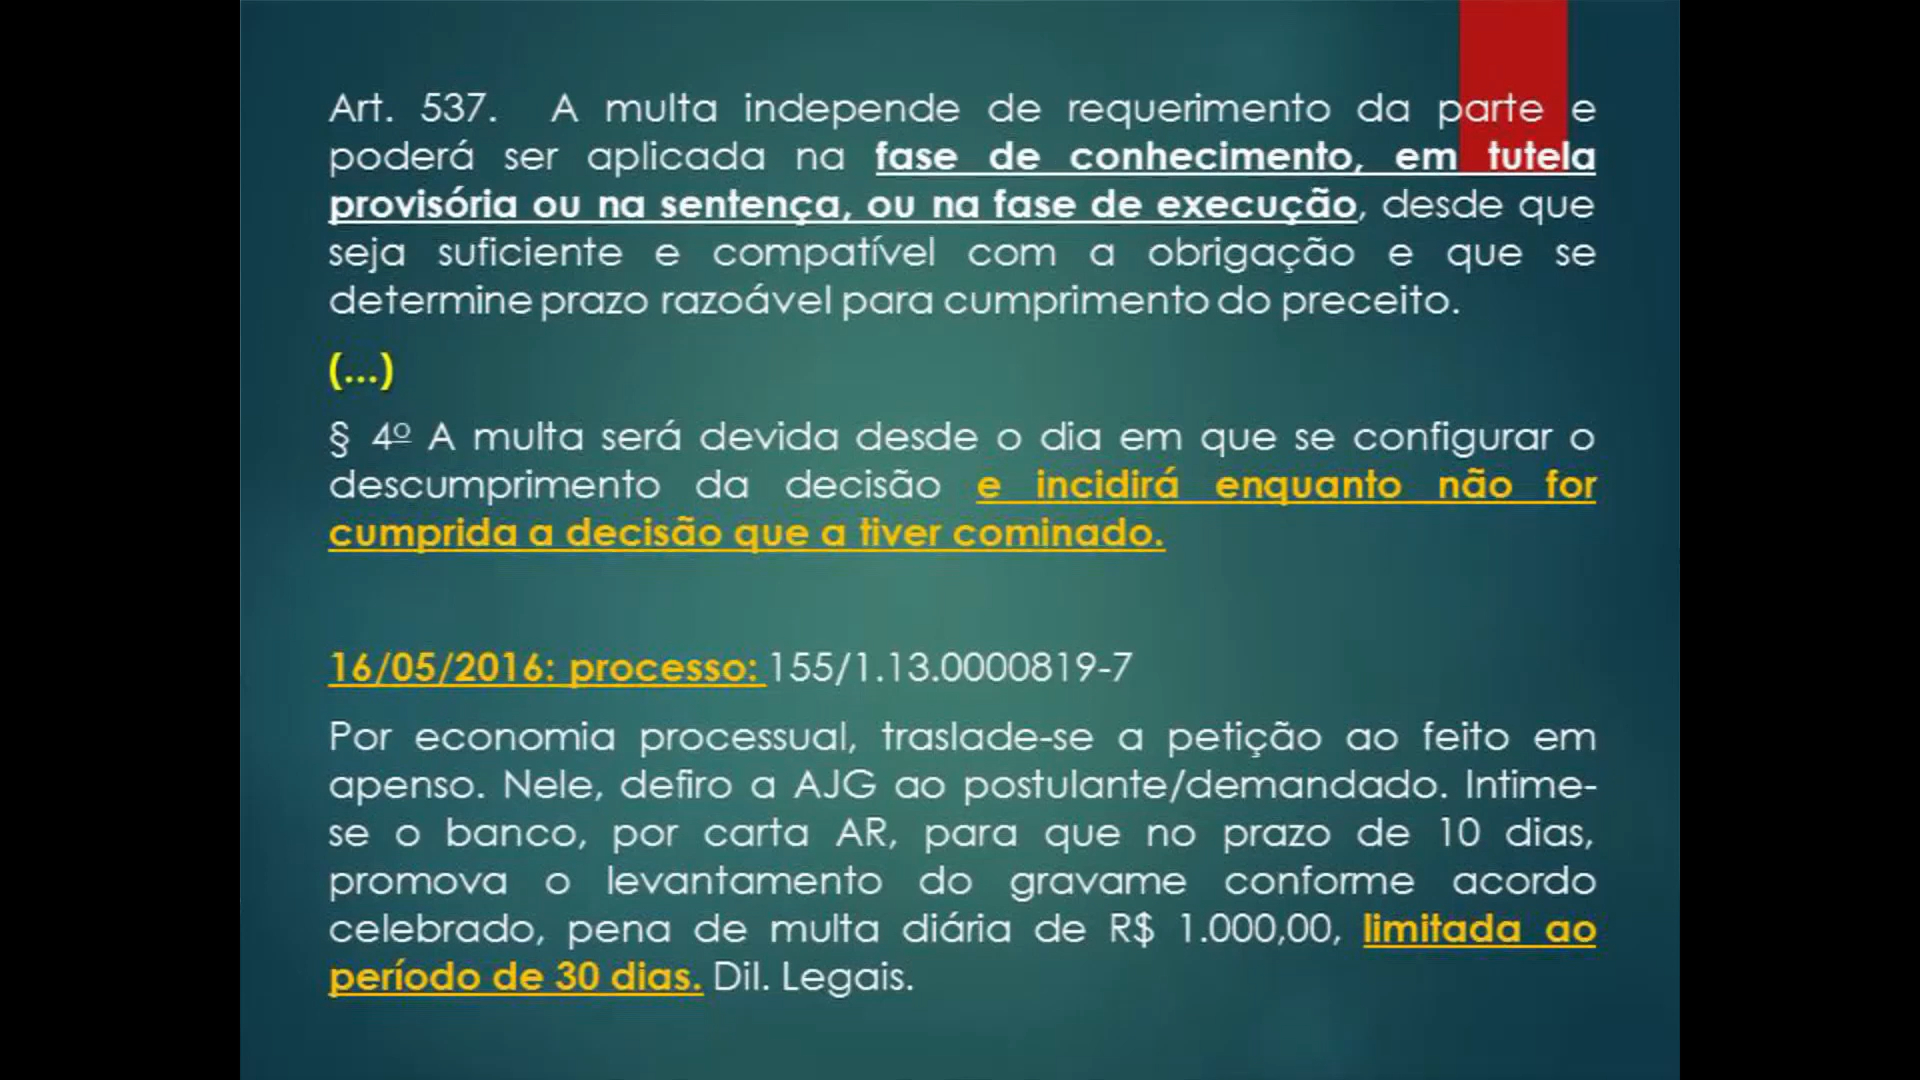 Art. 537. A multa independe de requerimento da parte e
poderá ser aplicada na fase de conhecimento, em tutela
provisória ou na sentença, ou na fase de execução, desde que
seja suficiente e compatível com a obrigação e que se
determine prazo razoável para cumprimento do preceito.
(...)
§ 4º A multa será devida desde o dia em que se configurar o
descumprimento da decisão e incidirá enquanto não for
cumprida a decisão que a tiver cominado.
16/05/2016: processo: 155/1.13.0000819-7
Por economia processual, traslade-se a petição ao feito em
apenso. Nele, defiro a AJG ao postulante/demandado. Intime-
se o banco, por carta AR, para que no prazo de 10 dias,
promova o levantamento do gravame conforme acordo
celebrado, pena de multa diária de R$ 1.000,00, limitada ao
período de 30 dias. Dil. Legais.